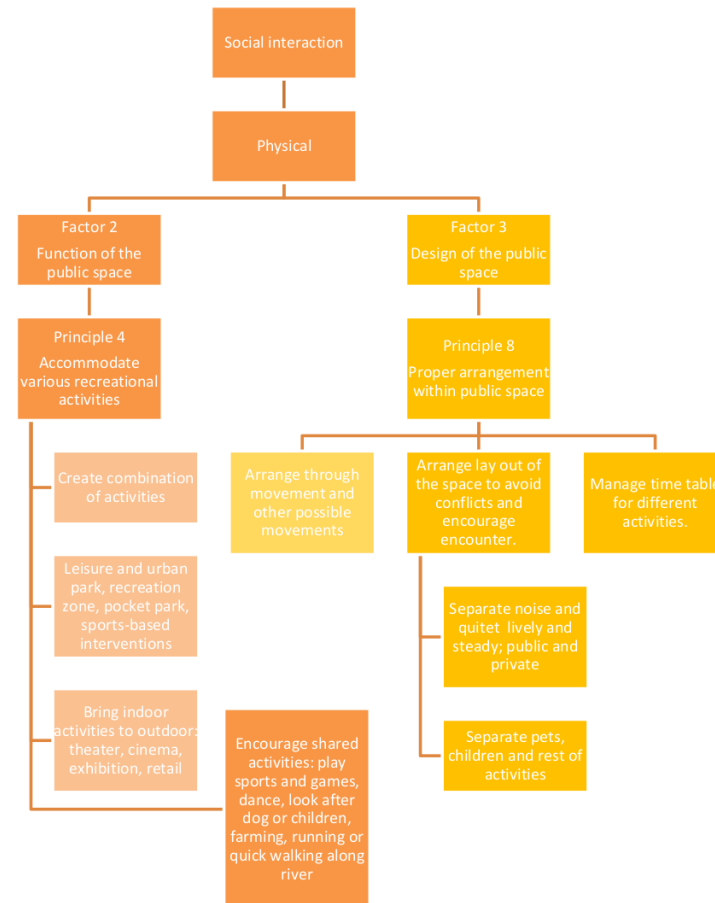 Social interaction
Physical
Factor 2
Function of the
public space
Factor 3
Design of the public
space
Principle 4
Accommodate
various recreational
activities
Principle 8
Proper arrangement
within public space
Create combination
of activities
Leisure and urban
park, recreation
zone, pocket park,
sports-based
interventions
Bring indoor
activities to outdoor:
theater, cinema,
exhibition, retail
Encourage shared
activities: play
sports and games,
dance, look after
dog or children,
farming, running or
quick walking along
river
Arrange through
movement and
other possible
movements
Arrange lay out of
the space to avoid
conflicts and
encourage
encounter.
Manage time table
for different
activities.
Separate noise and
quitet lively and
steady; public and
private
Separate pets,
children and rest of
activities